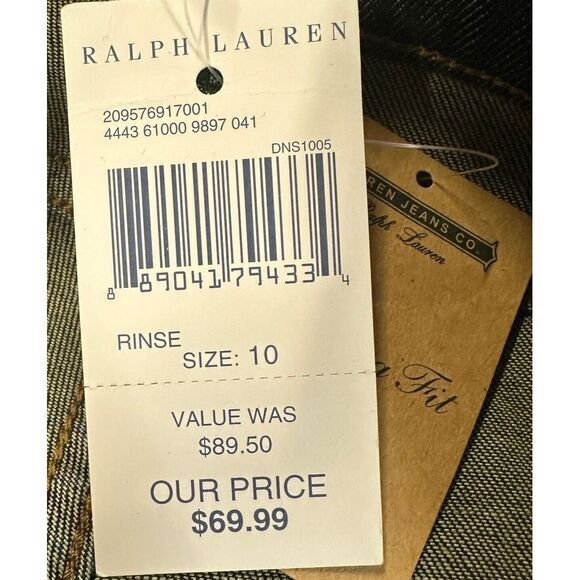 RALPH LAUREN
209576917001
4443 61000 9897 041
DNS1005
8 89041 79433 4
RINSE
SIZE: 10
VALUE WAS
$89.50
OUR PRICE
$69.99
REN JEANS CO.
Ralph Lauren
a Fit